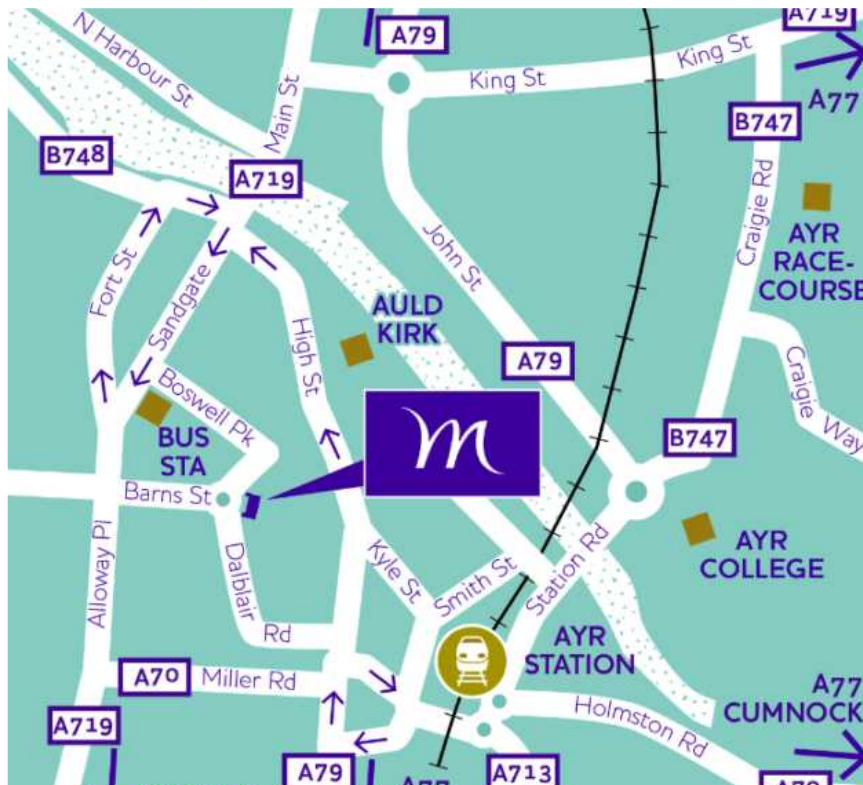 A79
A719
N Harbour St
Main St
King St
King St
A77
B747
B748
A719
Craigie Rd
AYR
RACE-
COURSE
Fort St
Sandgate
High St
John St
AULD
KIRK
A79
Craigie Way
Boswell Pk
BUS
STA
m
B747
Barns St
Alloway Pl
Dalblair
Rd
Kyle St
Smith St
Station Rd
AYR
COLLEGE
AYR
STATION
A70
Miller Rd
A77
CUMNOCK
Holmston Rd
A719
A79
A77
A713
A70